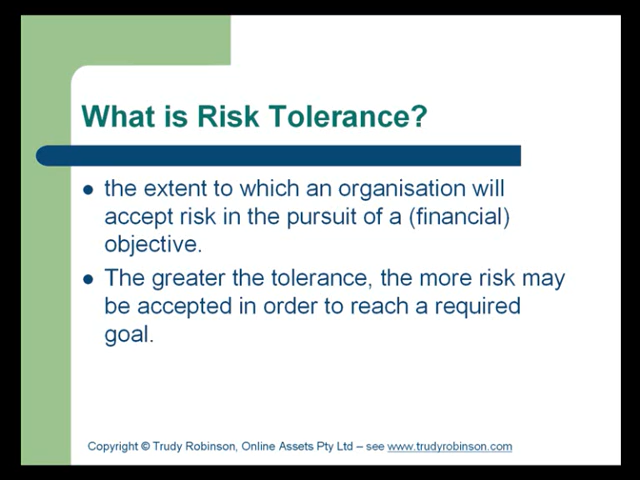 What is Risk Tolerance?
● the extent to which an organisation will
accept risk in the pursuit of a (financial)
objective.
● The greater the tolerance, the more risk may
be accepted in order to reach a required
goal.
Copyright © Trudy Robinson, Online Assets Pty Ltd – see www.trudyrobinson.com